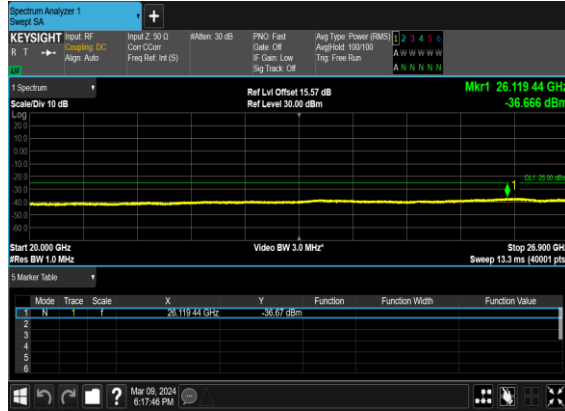 Spectrum Analyzer 1
Swept SA
+
KEYSIGHT Input: RF Input Z: 50 Ω #Atten: 30 dB PNO: Fast Avg Type: Power (RMS) 1 2 3 4 5 6
R T Coupling: DC Corr CCorr Gate: Off Avg|Hold: 100/100 A W W W W W
Align: Auto Freq Ref: Int (S) IF Gain: Low Trig: Free Run
LV Sig Track: Off A N N N N N
1 Spectrum Ref Lvl Offset 15.57 dB Mkr1 26.119 44 GHz
Scale/Div 10 dB Ref Level 30.00 dBm -36.666 dBm
Log
20.0
10.0
0.00
-10.0
-20.0
DL1 -25.00 dBm
1
-30.0
-40.0
-50.0
-60.0
Start 20.000 GHz Video BW 3.0 MHz* Stop 26.900 GHz
#Res BW 1.0 MHz Sweep 13.3 ms (40001 pts)
5 Marker Table
Mode Trace Scale X Y Function Function Width Function Value
1 N 1 f 26.119 44 GHz -36.67 dBm
2
3
4
5
6
? Mar 09, 2024
6:17:46 PM